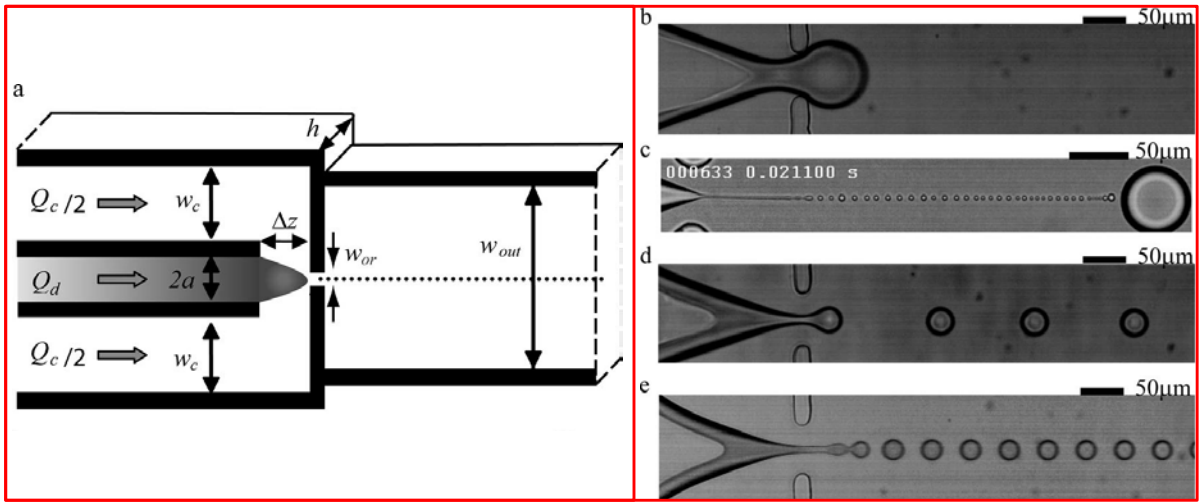 a
h
Q_c/2
w_c
Δz
w_or
w_out
Q_d
2a
Q_c/2
w_c
b
50μm
c
50μm
000633 0.021100 s
d
50μm
e
50μm